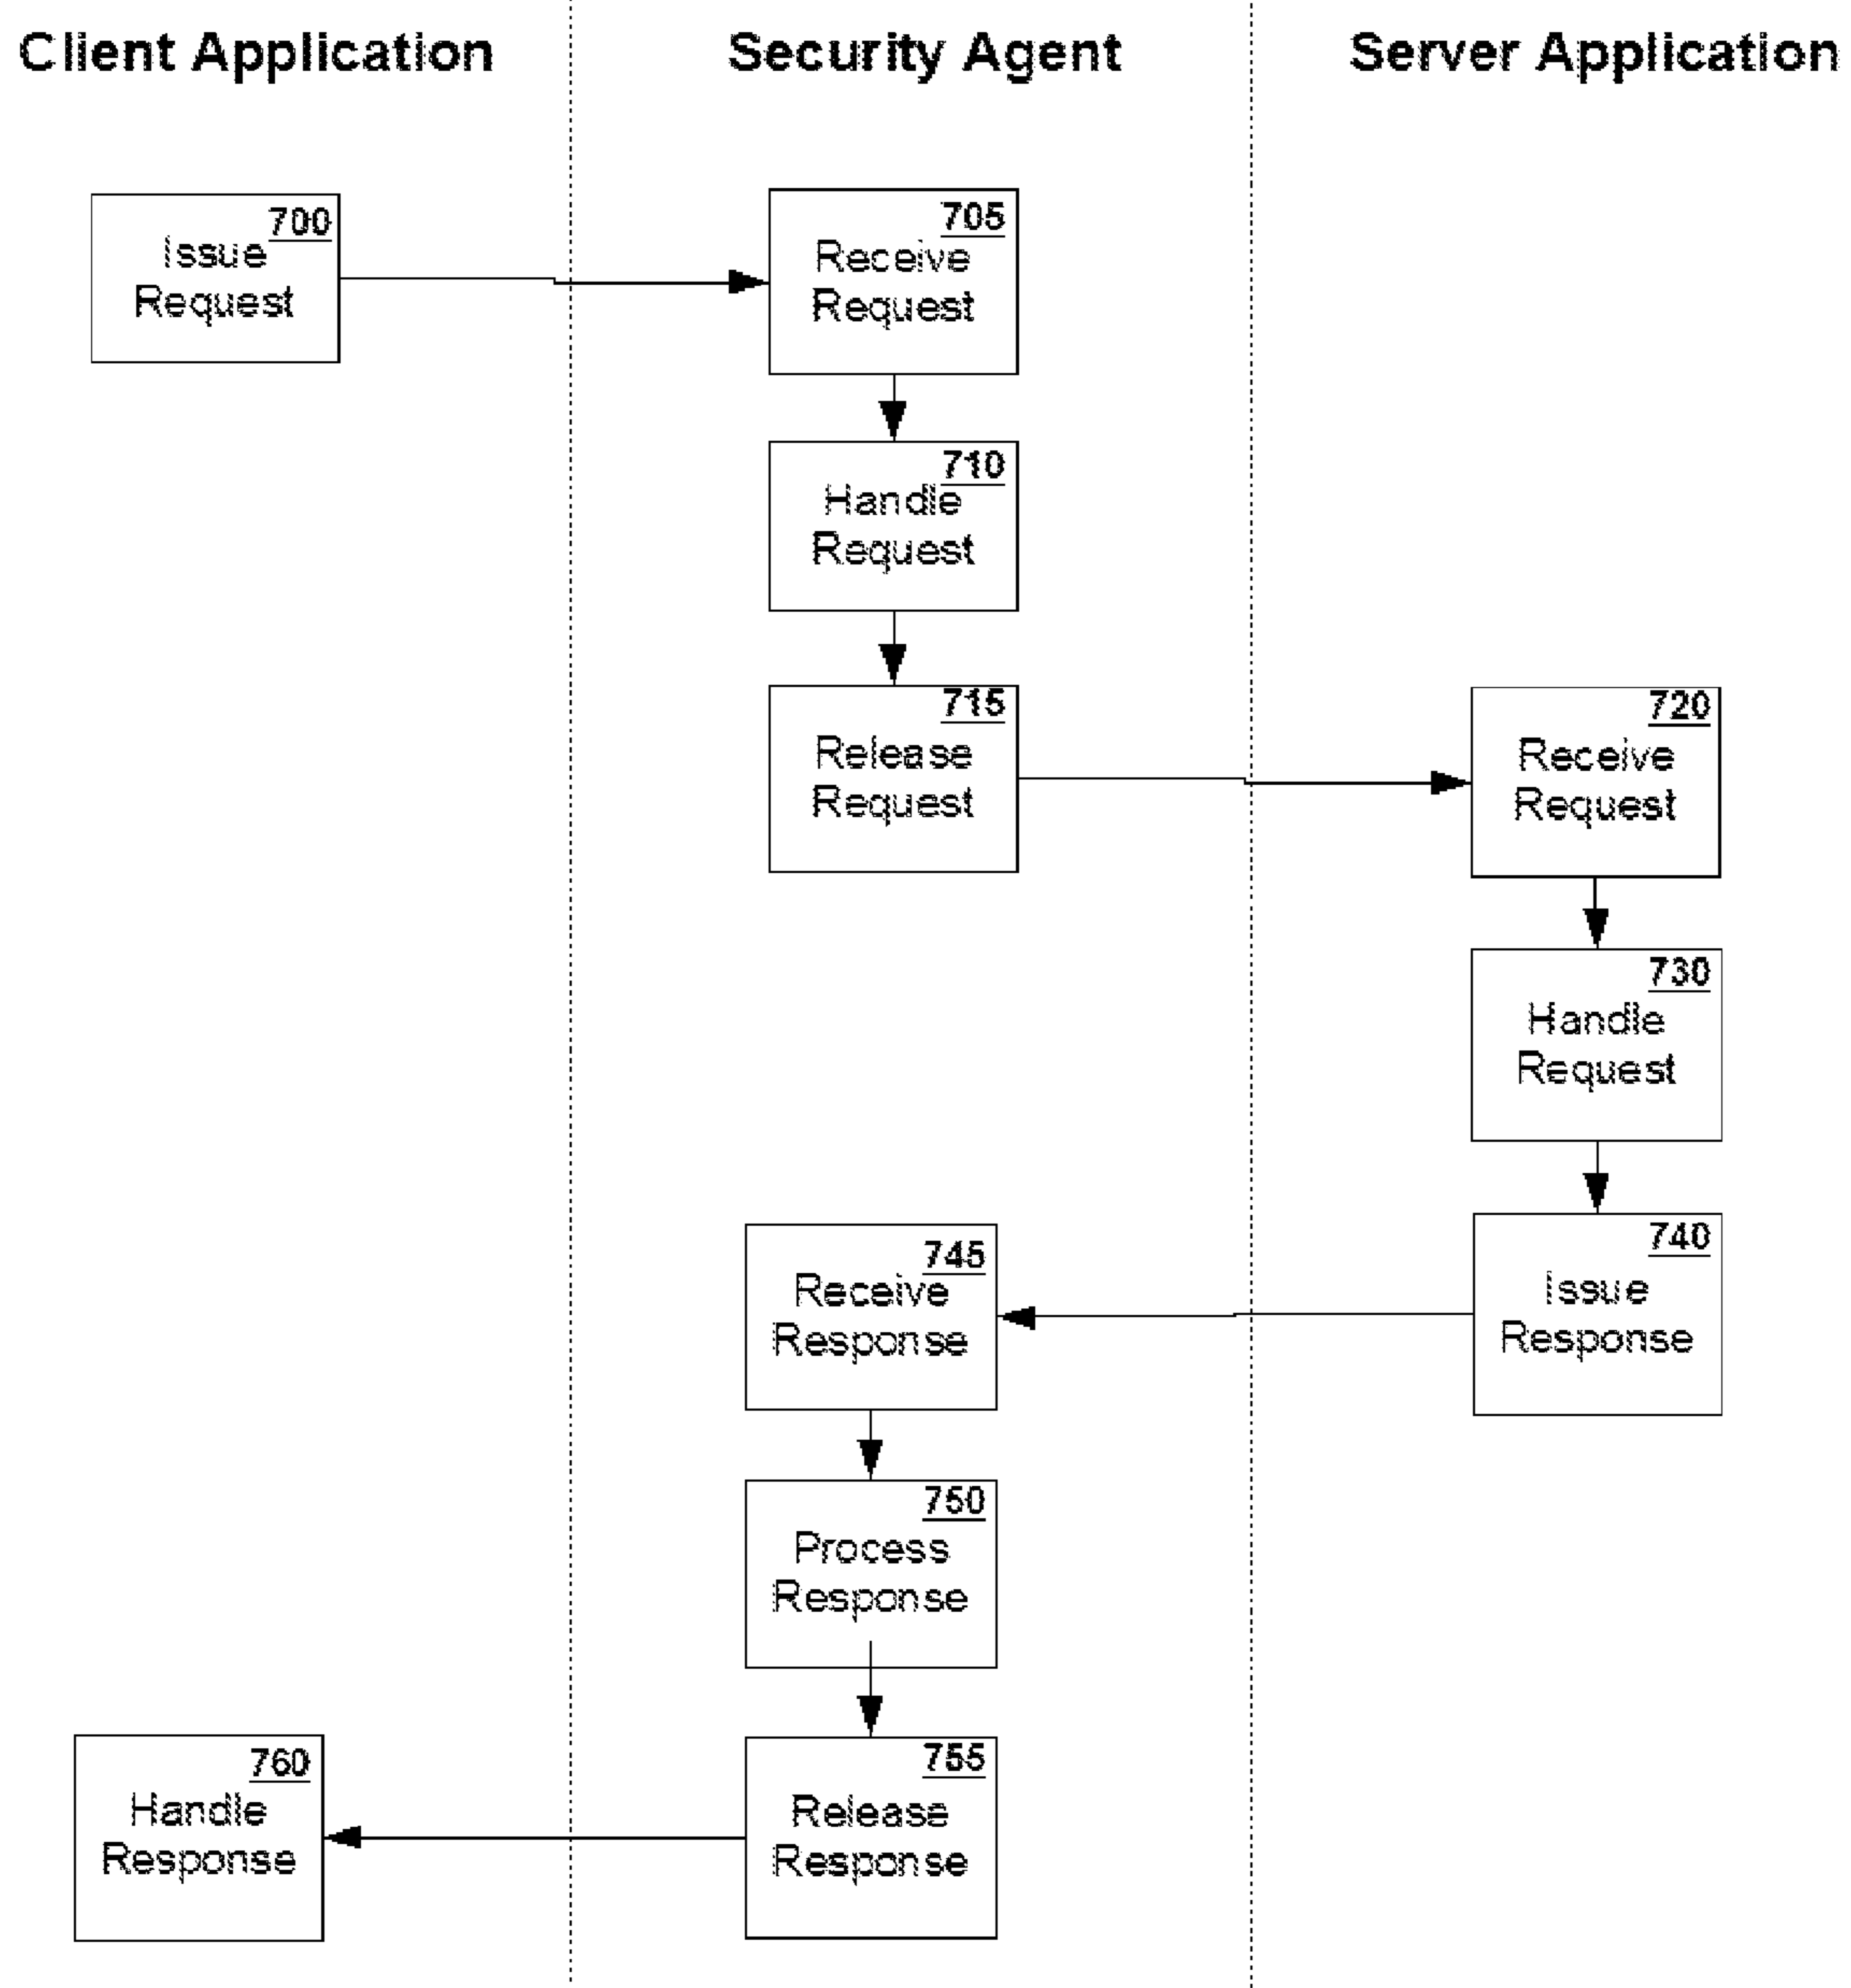 Client Application
Security Agent
Server Application
700
Issue
Request
705
Receive
Request
710
Handle
Request
715
Release
Request
720
Receive
Request
730
Handle
Request
740
Issue
Response
745
Receive
Response
750
Process
Response
755
Release
Response
760
Handle
Response